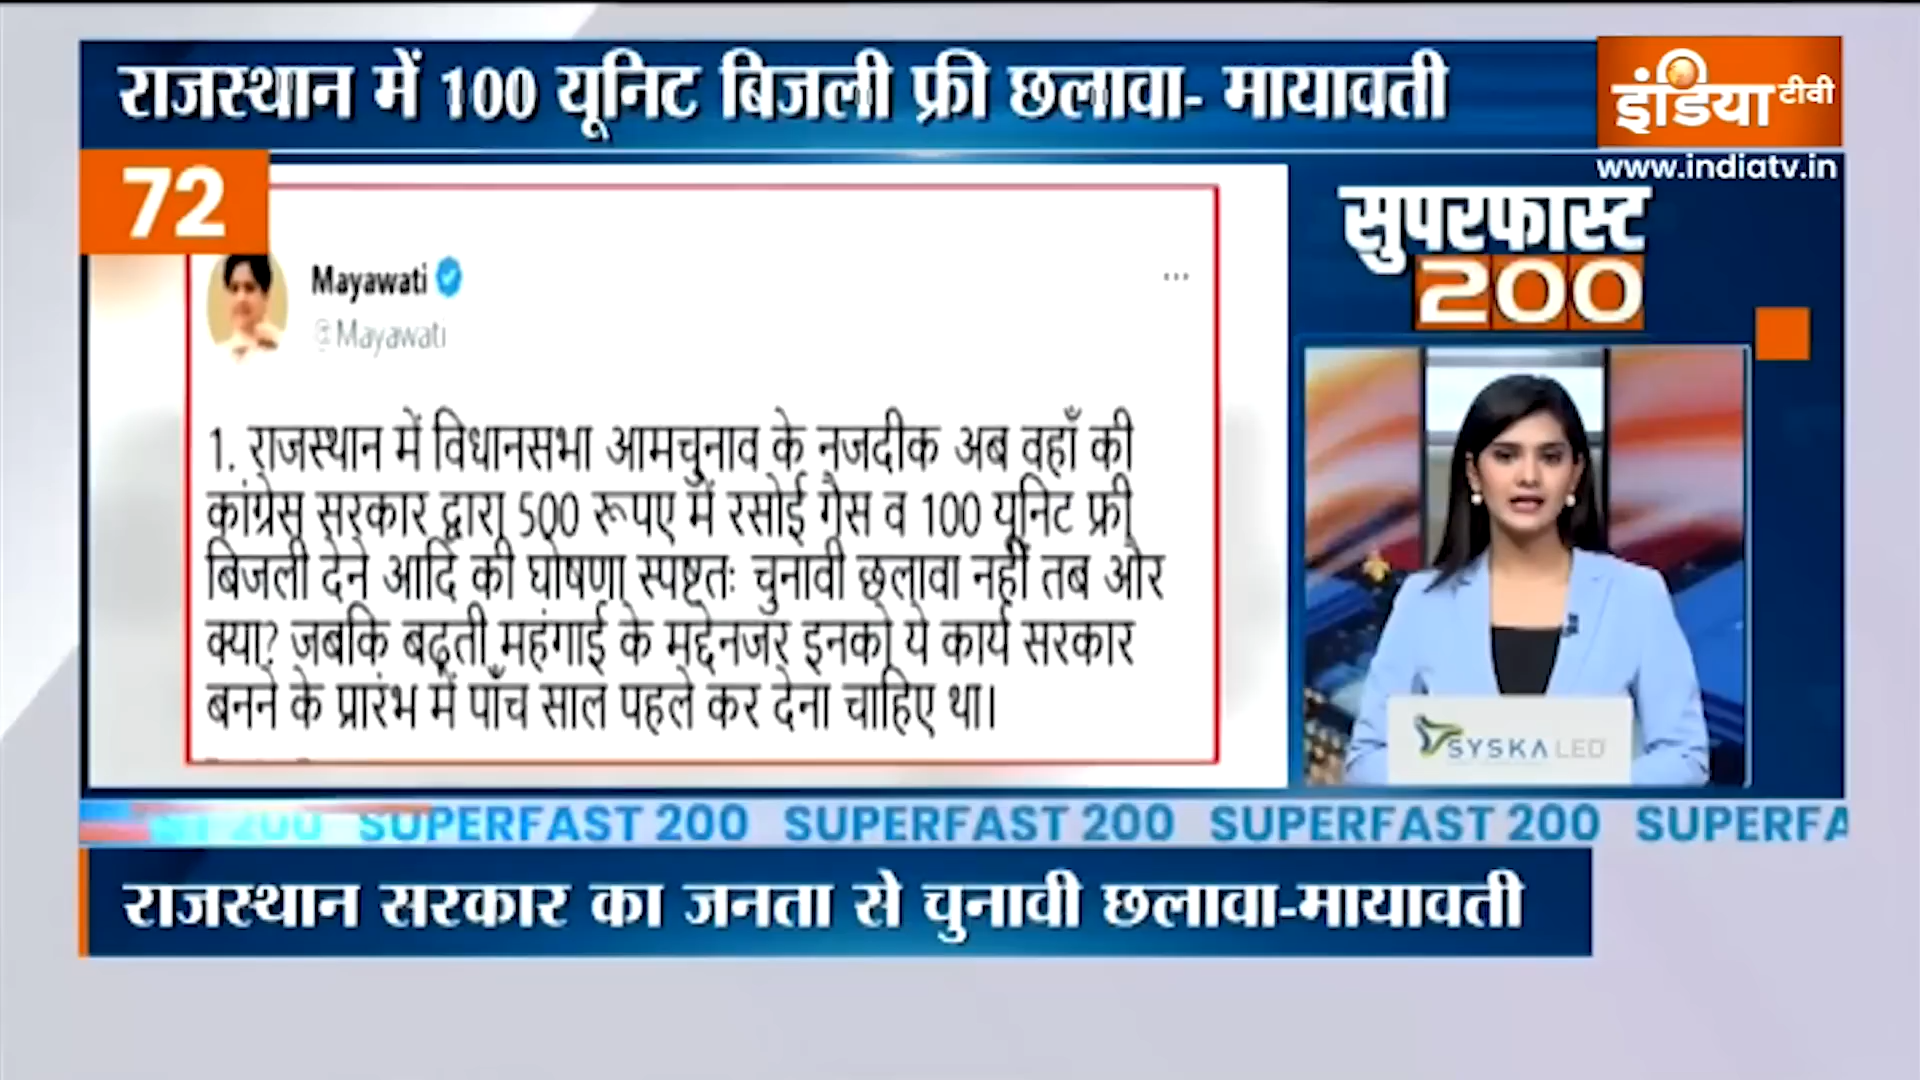 राजस्थान में 100 यूनिट बिजली फ्री छलावा- मायावती
इंडिया टीवी
www.indiatv.in
72
सुपरफास्ट
200
Mayawati
@Mayawati
1. राजस्थान में विधानसभा आमचुनाव के नजदीक अब वहाँ की
कांग्रेस सरकार द्वारा 500 रूपए में रसोई गैस व 100 यूनिट फ्री
बिजली देने आदि की घोषणा स्पष्टतः चुनावी छलावा नहीं तब और
क्या? जबकि बढ़ती महंगाई के मद्देनजर इनको ये कार्य सरकार
बनने के प्रारंभ में पाँच साल पहले कर देना चाहिए था।
SYSKA LED
200 SUPERFAST 200 SUPERFAST 200 SUPERFAST 200 SUPERFA
राजस्थान सरकार का जनता से चुनावी छलावा-मायावती